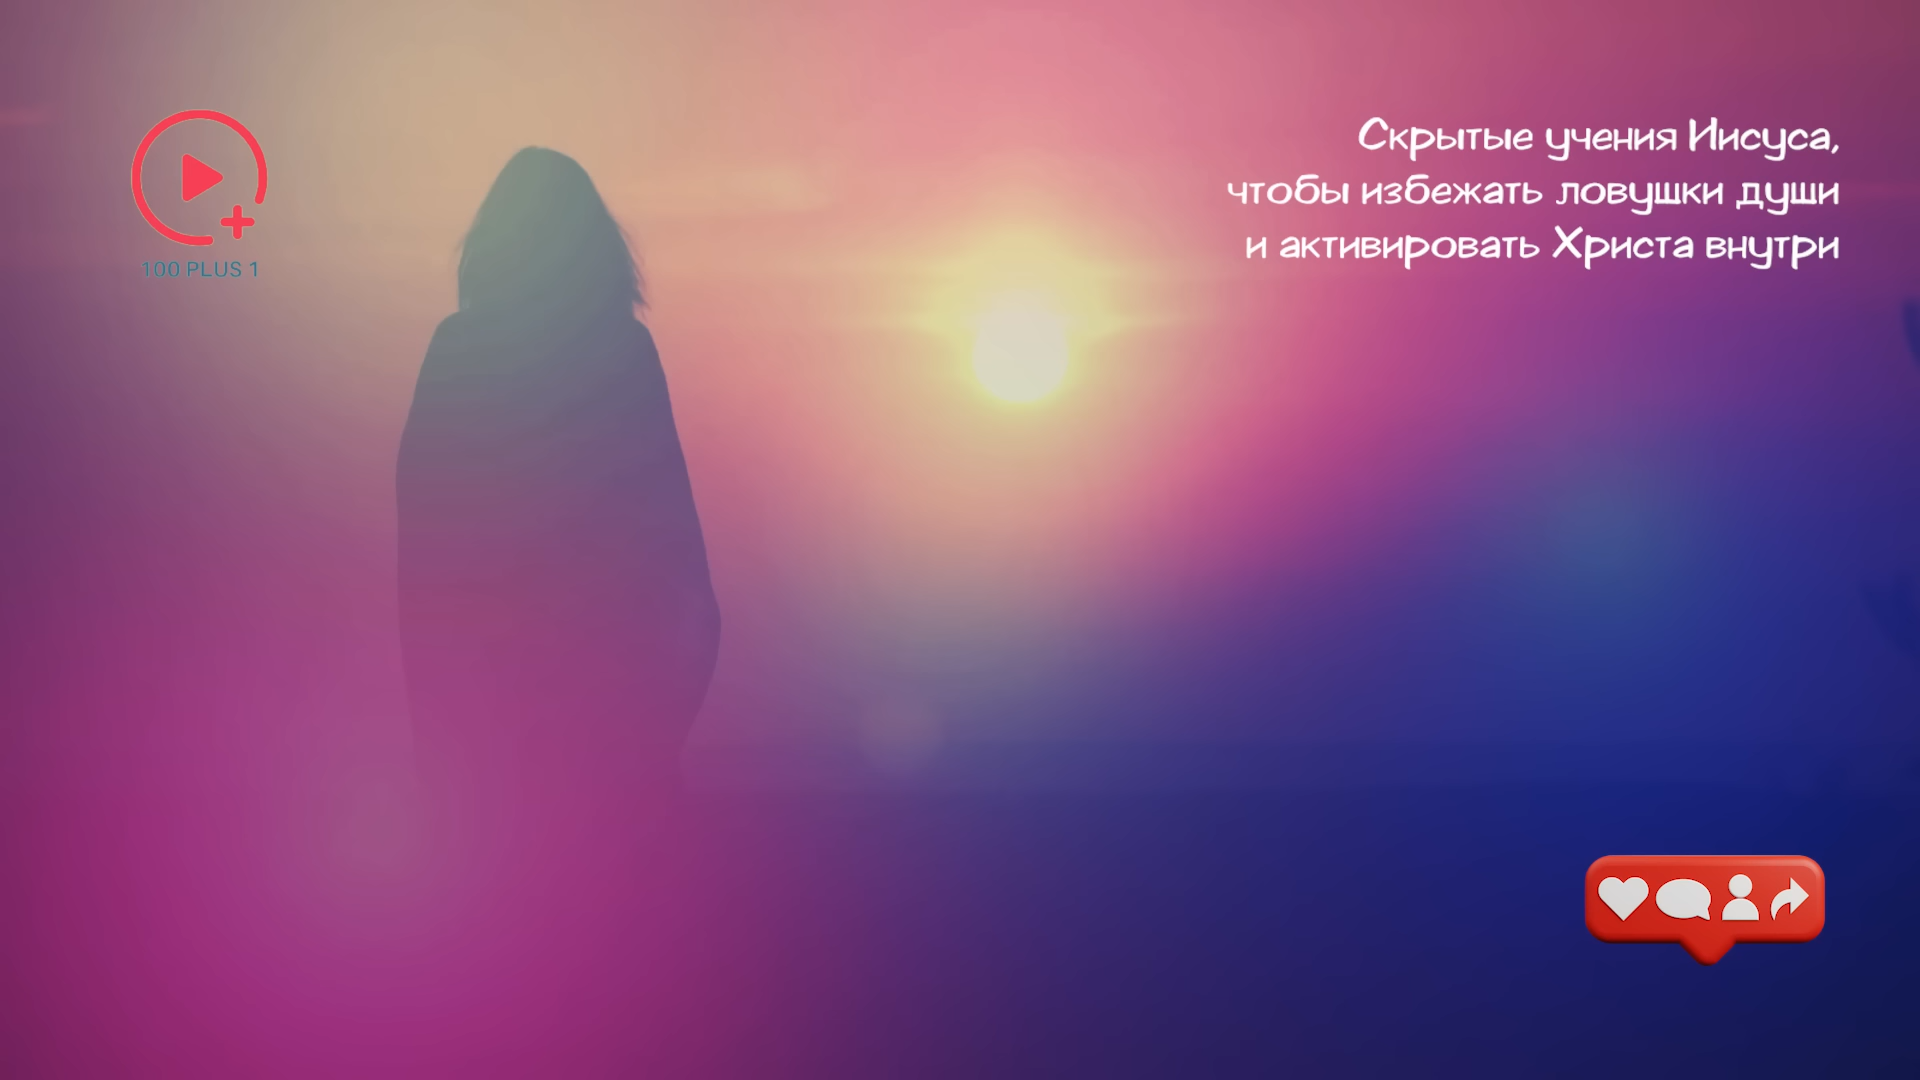 Скрытые учения Иисуса,
чтобы избежать ловушки души
и активировать Христа внутри
100 PLUS 1